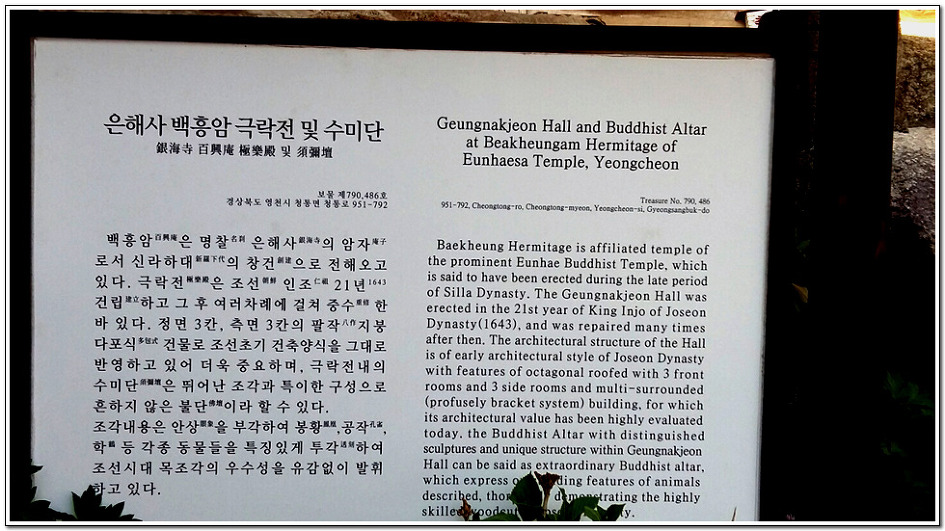 은해사 백흥암 극락전 및 수미단
銀海寺 百興庵 極樂殿 및 須彌壇
보물 제790,486호
경상북도 영천시 청통면 청통로 951-792
백흥암百興庵은 명찰名刹 은해사銀海寺의 암자庵子
로서 신라하대新羅下代의 창건創建으로 전해오고
있다. 극락전極樂殿은 조선朝鮮 인조仁祖 21년1643
건립建立하고 그 후 여러차례에 걸쳐 중수重修 한
바 있다. 정면 3칸, 측면 3칸의 팔작八作지붕
다포식多包式 건물로 조선초기 건축양식을 그대로
반영하고 있어 더욱 중요하며, 극락전내의
수미단須彌壇은 뛰어난 조각과 특이한 구성으로
흔하지 않은 불단佛壇이라 할 수 있다.
조각내용은 안상을 부각하여 봉황鳳凰,공작孔雀,
학鶴 등 각종 동물들을 특징있게 투각透刻하여
조선시대 목조각의 우수성을 유감없이 발휘
하고 있다.
Geungnakjeon Hall and Buddhist Altar
at Beakheungam Hermitage of
Eunhaesa Temple, Yeongcheon
Treasure No. 790, 486
951-792, Cheongtong-ro, Cheongtong-myeon, Yeongcheon-si, Gyeongsangbuk-do
Baekheung Hermitage is affiliated temple of
the prominent Eunhae Buddhist Temple, which
is said to have been erected during the late period
of Silla Dynasty. The Geungnakjeon Hall was
erected in the 21st year of King Injo of Joseon
Dynasty(1643), and was repaired many times
after then. The architectural structure of the Hall
is of early architectural style of Joseon Dynasty
with features of octagonal roofed with 3 front
rooms and 3 side rooms and multi-surrounded
(profusely bracket system) building, for which
its architectural value has been highly evaluated
today. the Buddhist Altar with distinguished
sculptures and unique structure within Geungnakjeon
Hall can be said as extraordinary Buddhist altar,
which express features of animals
described, demonstrating the highly
skilled